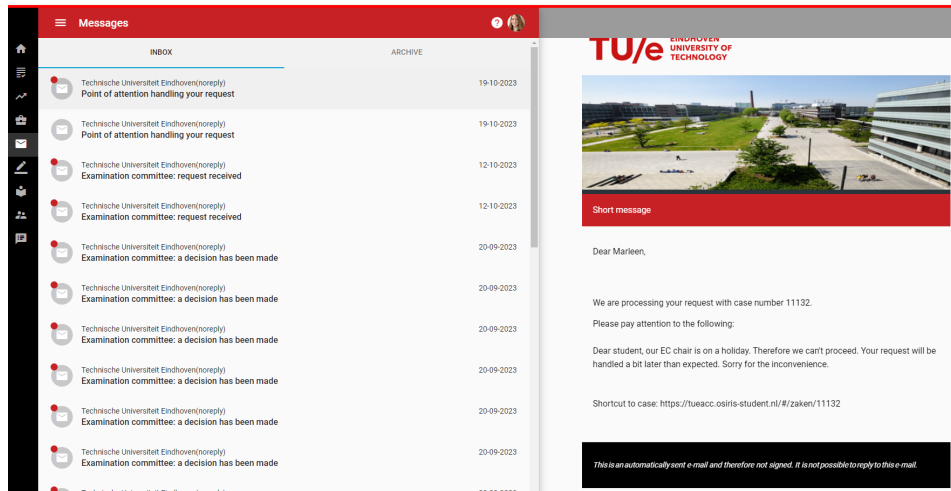 Messages
?
INBOX
ARCHIVE
Technische Universiteit Eindhoven(noreply)
19-10-2023
Point of attention handling your request
Technische Universiteit Eindhoven(noreply)
19-10-2023
Point of attention handling your request
Technische Universiteit Eindhoven(noreply)
12-10-2023
Examination committee: request received
Technische Universiteit Eindhoven(noreply)
12-10-2023
Examination committee: request received
Technische Universiteit Eindhoven(noreply)
20-09-2023
Examination committee: a decision has been made
Technische Universiteit Eindhoven(noreply)
20-09-2023
Examination committee: a decision has been made
Technische Universiteit Eindhoven(noreply)
20-09-2023
Examination committee: a decision has been made
Technische Universiteit Eindhoven(noreply)
20-09-2023
Examination committee: a decision has been made
Technische Universiteit Eindhoven(noreply)
20-09-2023
Examination committee: a decision has been made
Technische Universiteit Eindhoven(noreply)
20-09-2023
Examination committee: a decision has been made
TU/e
EINDHOVEN
UNIVERSITY OF
TECHNOLOGY
Short message
Dear Marleen,
We are processing your request with case number 11132.
Please pay attention to the following:
Dear student, our EC chair is on a holiday. Therefore we can't proceed. Your request will be
handled a bit later than expected. Sorry for the inconvenience.
Shortcut to case: https://tueacc.osiris-student.nl/#/zaken/11132
This is an automatically sent e-mail and therefore not signed. It is not possible to reply to this e-mail.